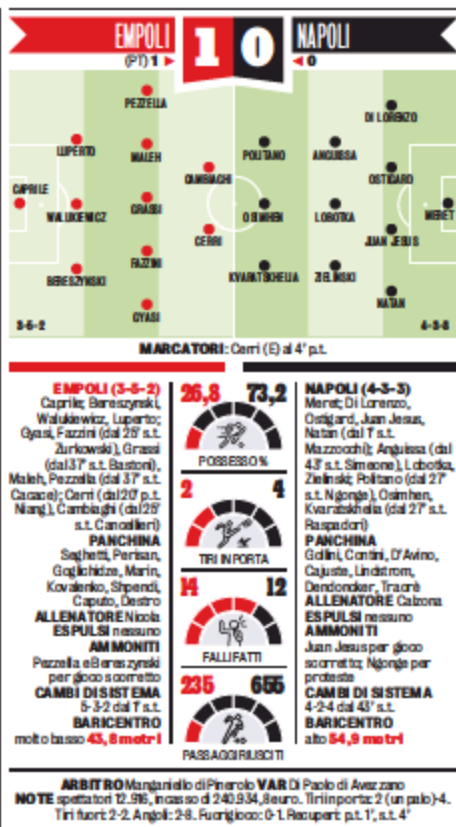 EMPOLI 1 0 NAPOLI
(PT) 1 0
PEZZELLA
DI LORENZO
LUPERTO
MALEH
POLITANO
ANGUISSA
CAMBIAGHI
OSTIGARD
CAPRILE
WALUKIEWICZ
GRASSI
OSIMHEN
LOBOTKA
MERET
CERRI
JUAN JESUS
BERESZYNSKI
FAZZINI
KVARATSKHELIA
ZIELINSKI
GYASI
NATAN
3-5-2
4-3-3
MARCATORI: Cerri (E) al 4' p.t.
EMPOLI (3-5-2)
Caprile; Bereszynski,
Walukiewicz, Luperto;
Gyasi, Fazzini (dal 25' s.t.
Zurkowski), Grassi
(dal 37' s.t. Bastoni),
Maleh, Pezzella (dal 37' s.t.
Cacace); Cerri (dal 20' p.t.
Niang), Cambiaghi (dal 25'
s.t. Cancellieri)
PANCHINA
Seghetti, Perisan,
Goglichidze, Marin,
Kovalenko, Shpendi,
Caputo, Destro
ALLENATORE Nicola
ESPULSI nessuno
AMMONITI
Pezzella e Bereszynski
per gioco scorretto
CAMBI DI SISTEMA
5-3-2 dal 1' s.t.
BARICENTRO
molto basso 43,8 metri
26,8 73,2
POSSESSO %
2 4
TIRI IN PORTA
14 12
FALLI FATTI
235 655
PASSAGGI RIUSCITI
NAPOLI (4-3-3)
Meret; Di Lorenzo,
Ostigard, Juan Jesus,
Natan (dal 1' s.t.
Mazzocchi); Anguissa (dal
43' s.t. Simeone), Lobotka,
Zielinski; Politano (dal 27'
s.t. Ngonge), Osimhen,
Kvaratskhelia (dal 27' s.t.
Raspadori)
PANCHINA
Gollini, Contini, D'Avino,
Cajuste, Lindstrom,
Dendoncker, Traorè
ALLENATORE Calzona
ESPULSI nessuno
AMMONITI
Juan Jesus per gioco
scorretto; Ngonge per
proteste
CAMBI DI SISTEMA
4-2-4 dal 43' s.t.
BARICENTRO
alto 54,9 metri
ARBITRO Manganiello di Pinerolo VAR Di Paolo di Avezzano
NOTE spettatori 12.916, incasso di 240.934,8 euro. Tiri in porta: 2 (un palo)-4.
Tiri fuori: 2-2. Angoli: 2-8. Fuorigioco: 0-1. Recuperi: p.t. 1', s.t. 4'